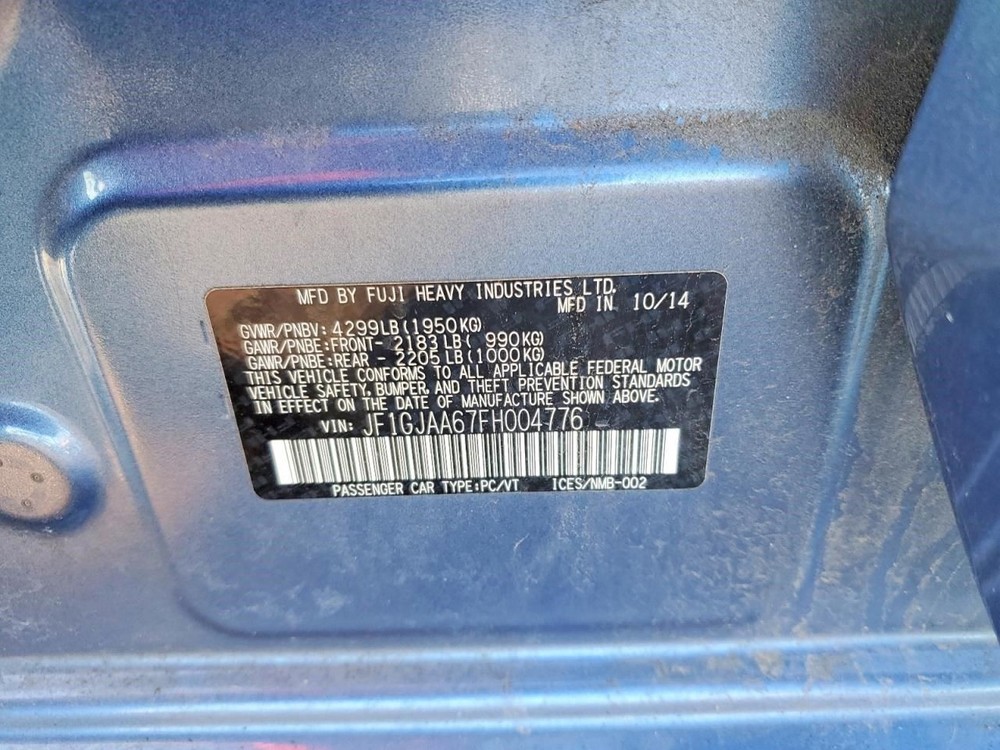 MFD BY FUJI HEAVY INDUSTRIES LTD.
MFD IN 10/14
GVWR/PNBV: 4299LB(1950KG)
GAWR/PNBE:FRONT- 2183LB( 990KG)
GAWR/PNBE:REAR - 2205LB(1000KG)
THIS VEHICLE CONFORMS TO ALL APPLICABLE FEDERAL MOTOR
VEHICLE SAFETY, BUMPER, AND THEFT PREVENTION STANDARDS
IN EFFECT ON THE DATE OF MANUFACTURE SHOWN ABOVE.
VIN: JF1GJAA67FH004776
PASSENGER CAR TYPE:PC/VT ICES/NMB-002